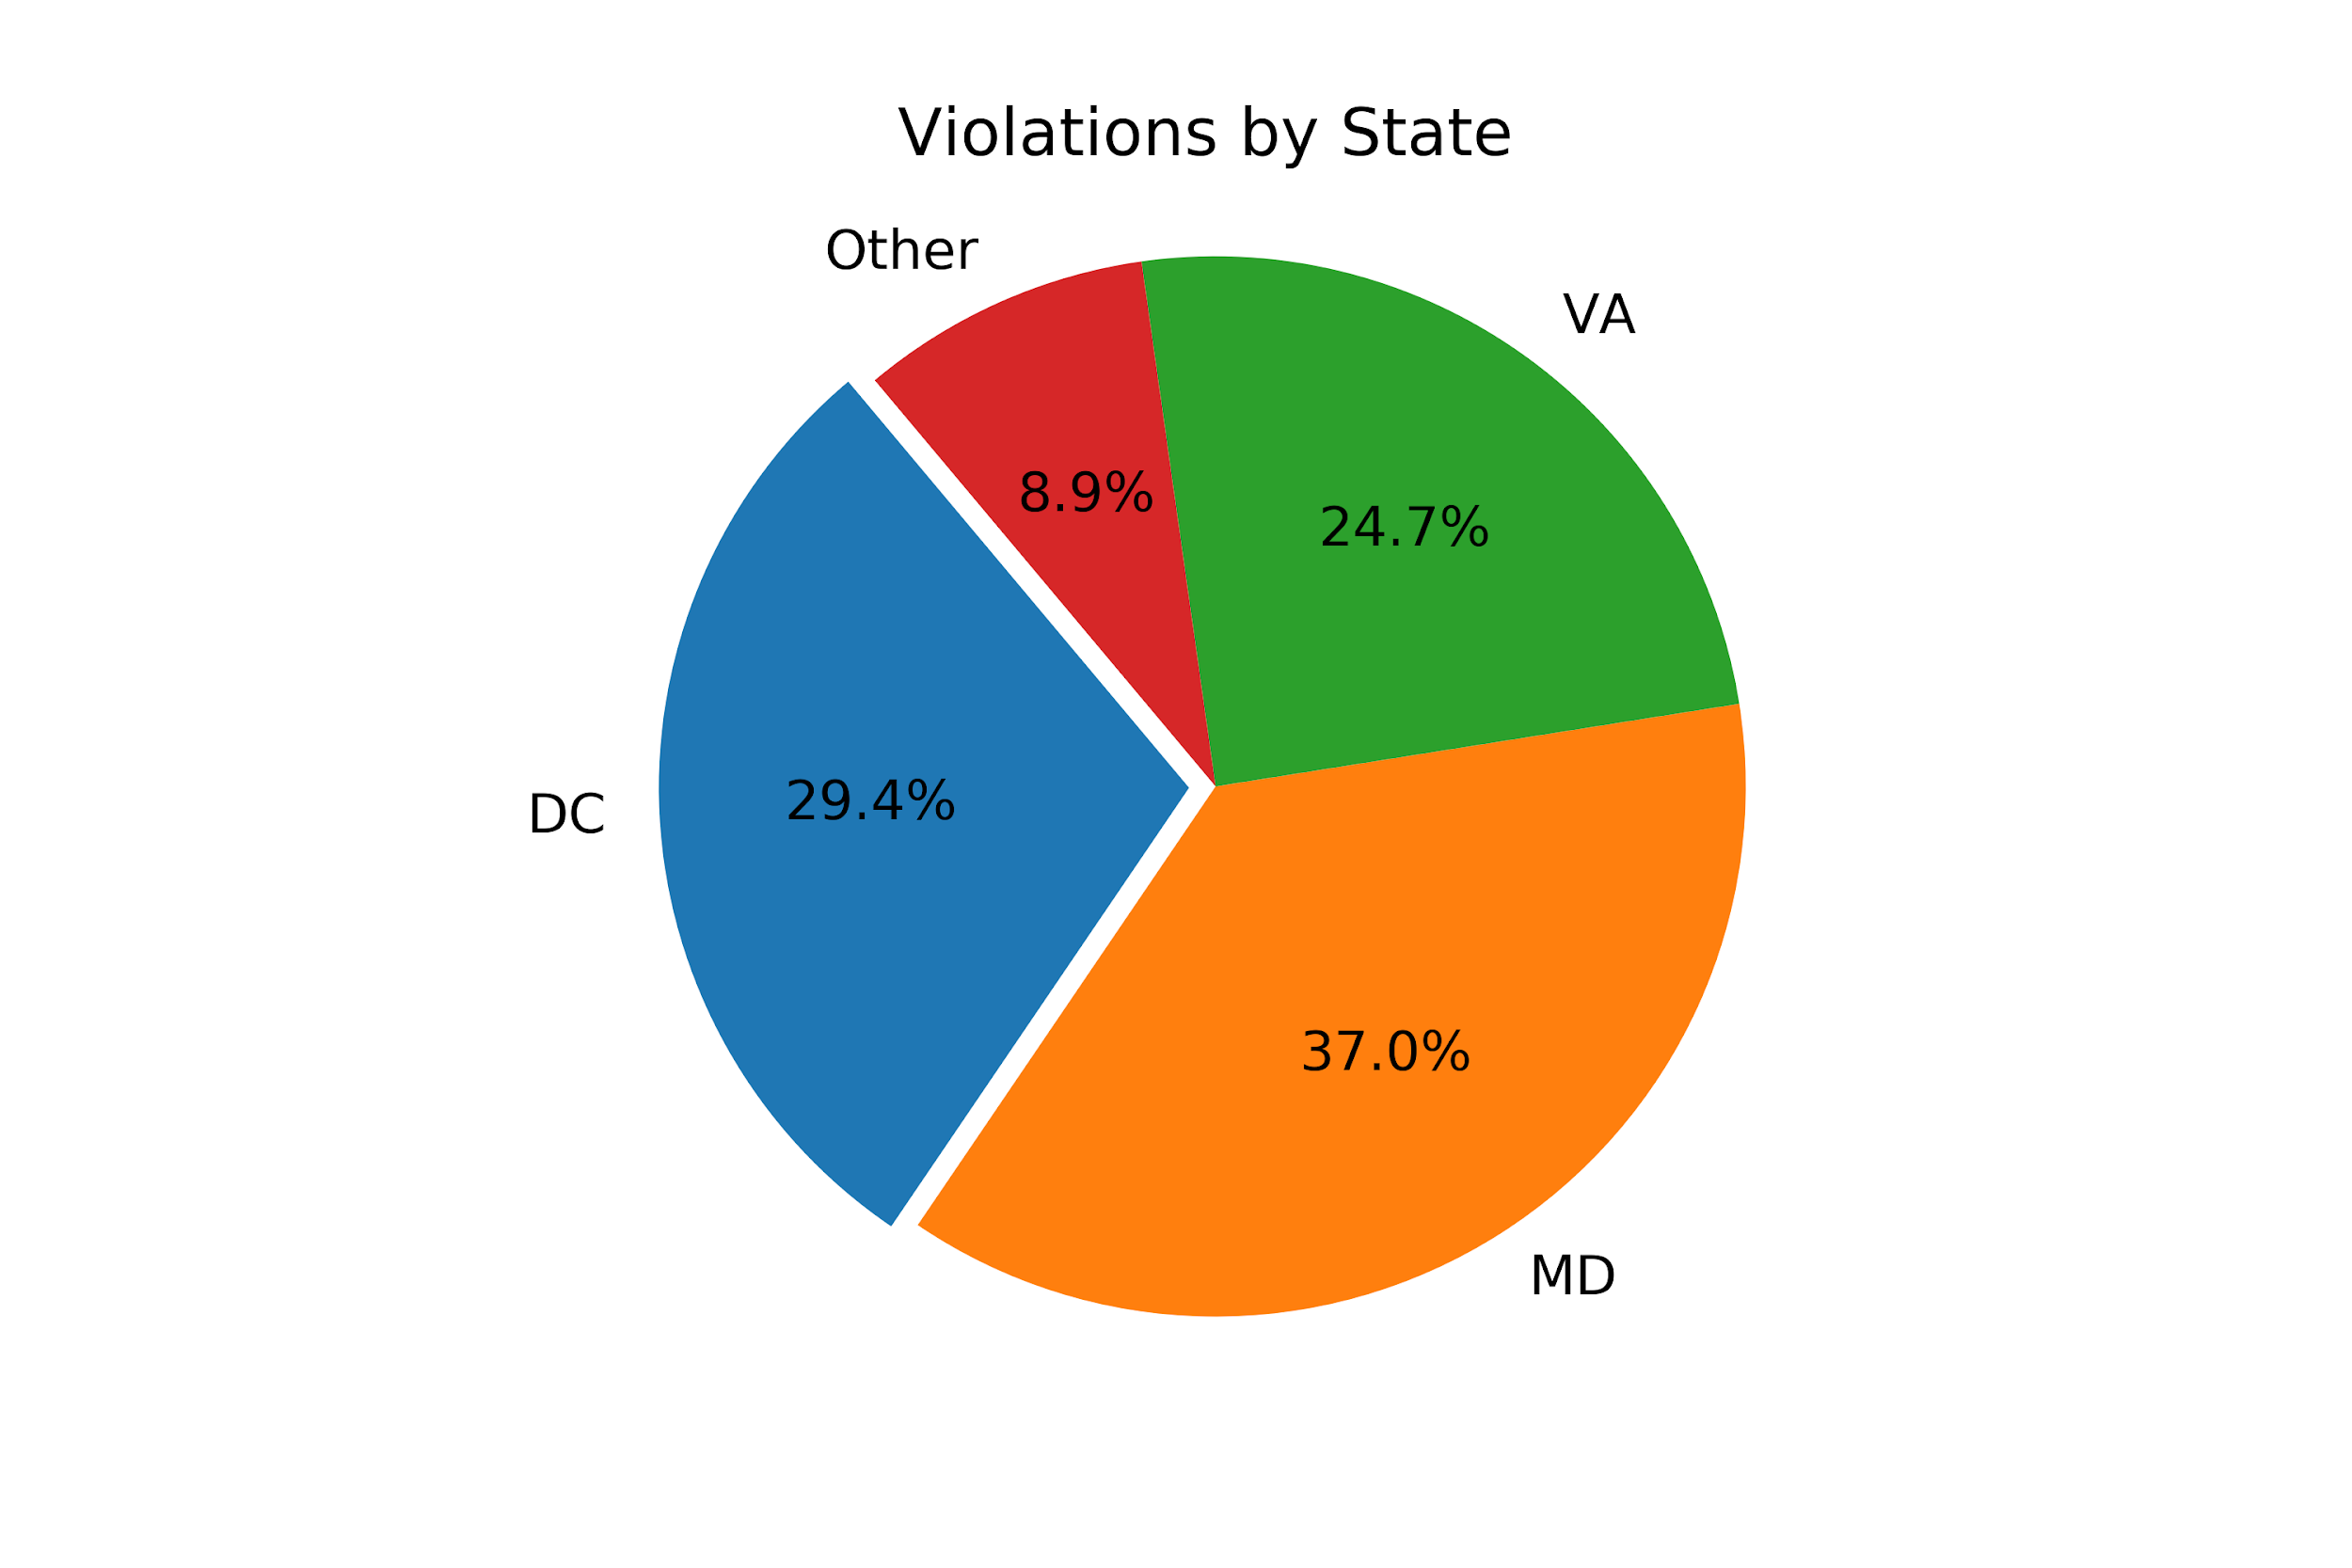 Violations by State
Other
VA
8.9%
24.7%
29.4%
DC
37.0%
MD